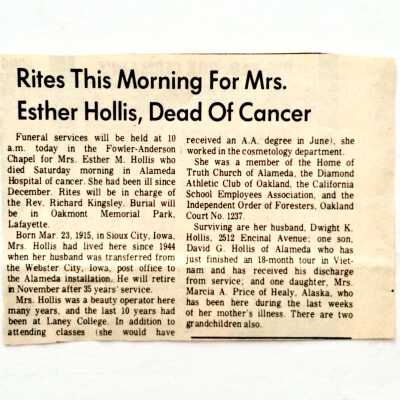 Rites This Morning For Mrs.
Esther Hollis, Dead Of Cancer
Funeral services will be held at 10
a.m. today in the Fowler-Anderson
Chapel for Mrs. Esther M. Hollis who
died Saturday morning in Alameda
Hospital of cancer. She had been ill since
December. Rites will be in charge of
the Rev. Richard Kingsley. Burial will
be in Oakmont Memorial Park,
Lafayette.
Born Mar. 23, 1915, in Sioux City, Iowa,
Mrs. Hollis had lived here since 1944
when her husband was transferred from
the Webster City, Iowa, post office to
the Alameda installation. He will retire
in November after 35 years' service.
Mrs. Hollis was a beauty operator here
many years, and the last 10 years had
been at Laney College. In addition to
attending classes (she would have
received an A.A. degree in June), she
worked in the cosmetology department.
She was a member of the Home of
Truth Church of Alameda, the Diamond
Athletic Club of Oakland, the California
School Employees Association, and the
Independent Order of Foresters, Oakland
Court No. 1237.
Surviving are her husband, Dwight K.
Hollis, 2512 Encinal Avenue; one son,
David G. Hollis of Alameda who has
just finished an 18-month tour in Viet-
nam and has received his discharge
from service; and one daughter, Mrs.
Marcia A. Price of Healy, Alaska, who
has been here during the last weeks
of her mother's illness. There are two
grandchildren also.